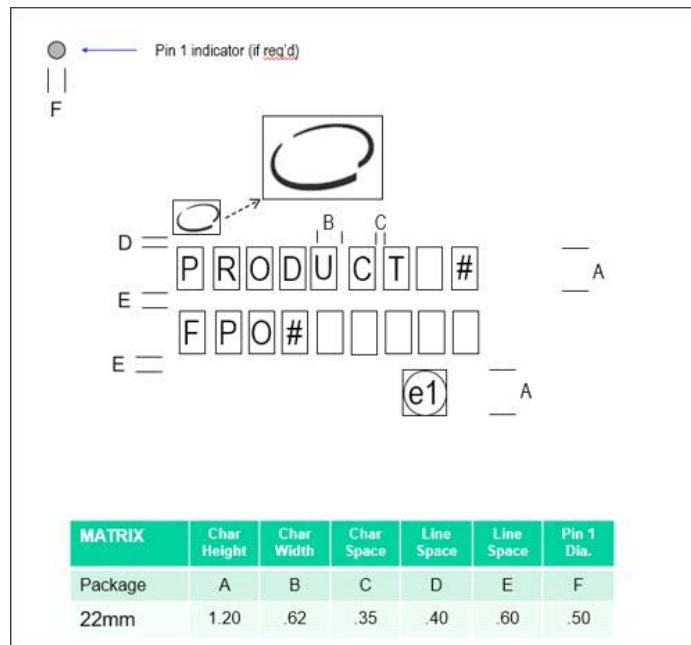 Pin 1 indicator (if req'd)
F
B C
D
PRODUCT #
A
E
FPO#
E
e1
A
MATRIX Char Height Char Width Char Space Line Space Line Space Pin 1 Dia.
Package A B C D E F
22mm 1.20 .62 .35 .40 .60 .50